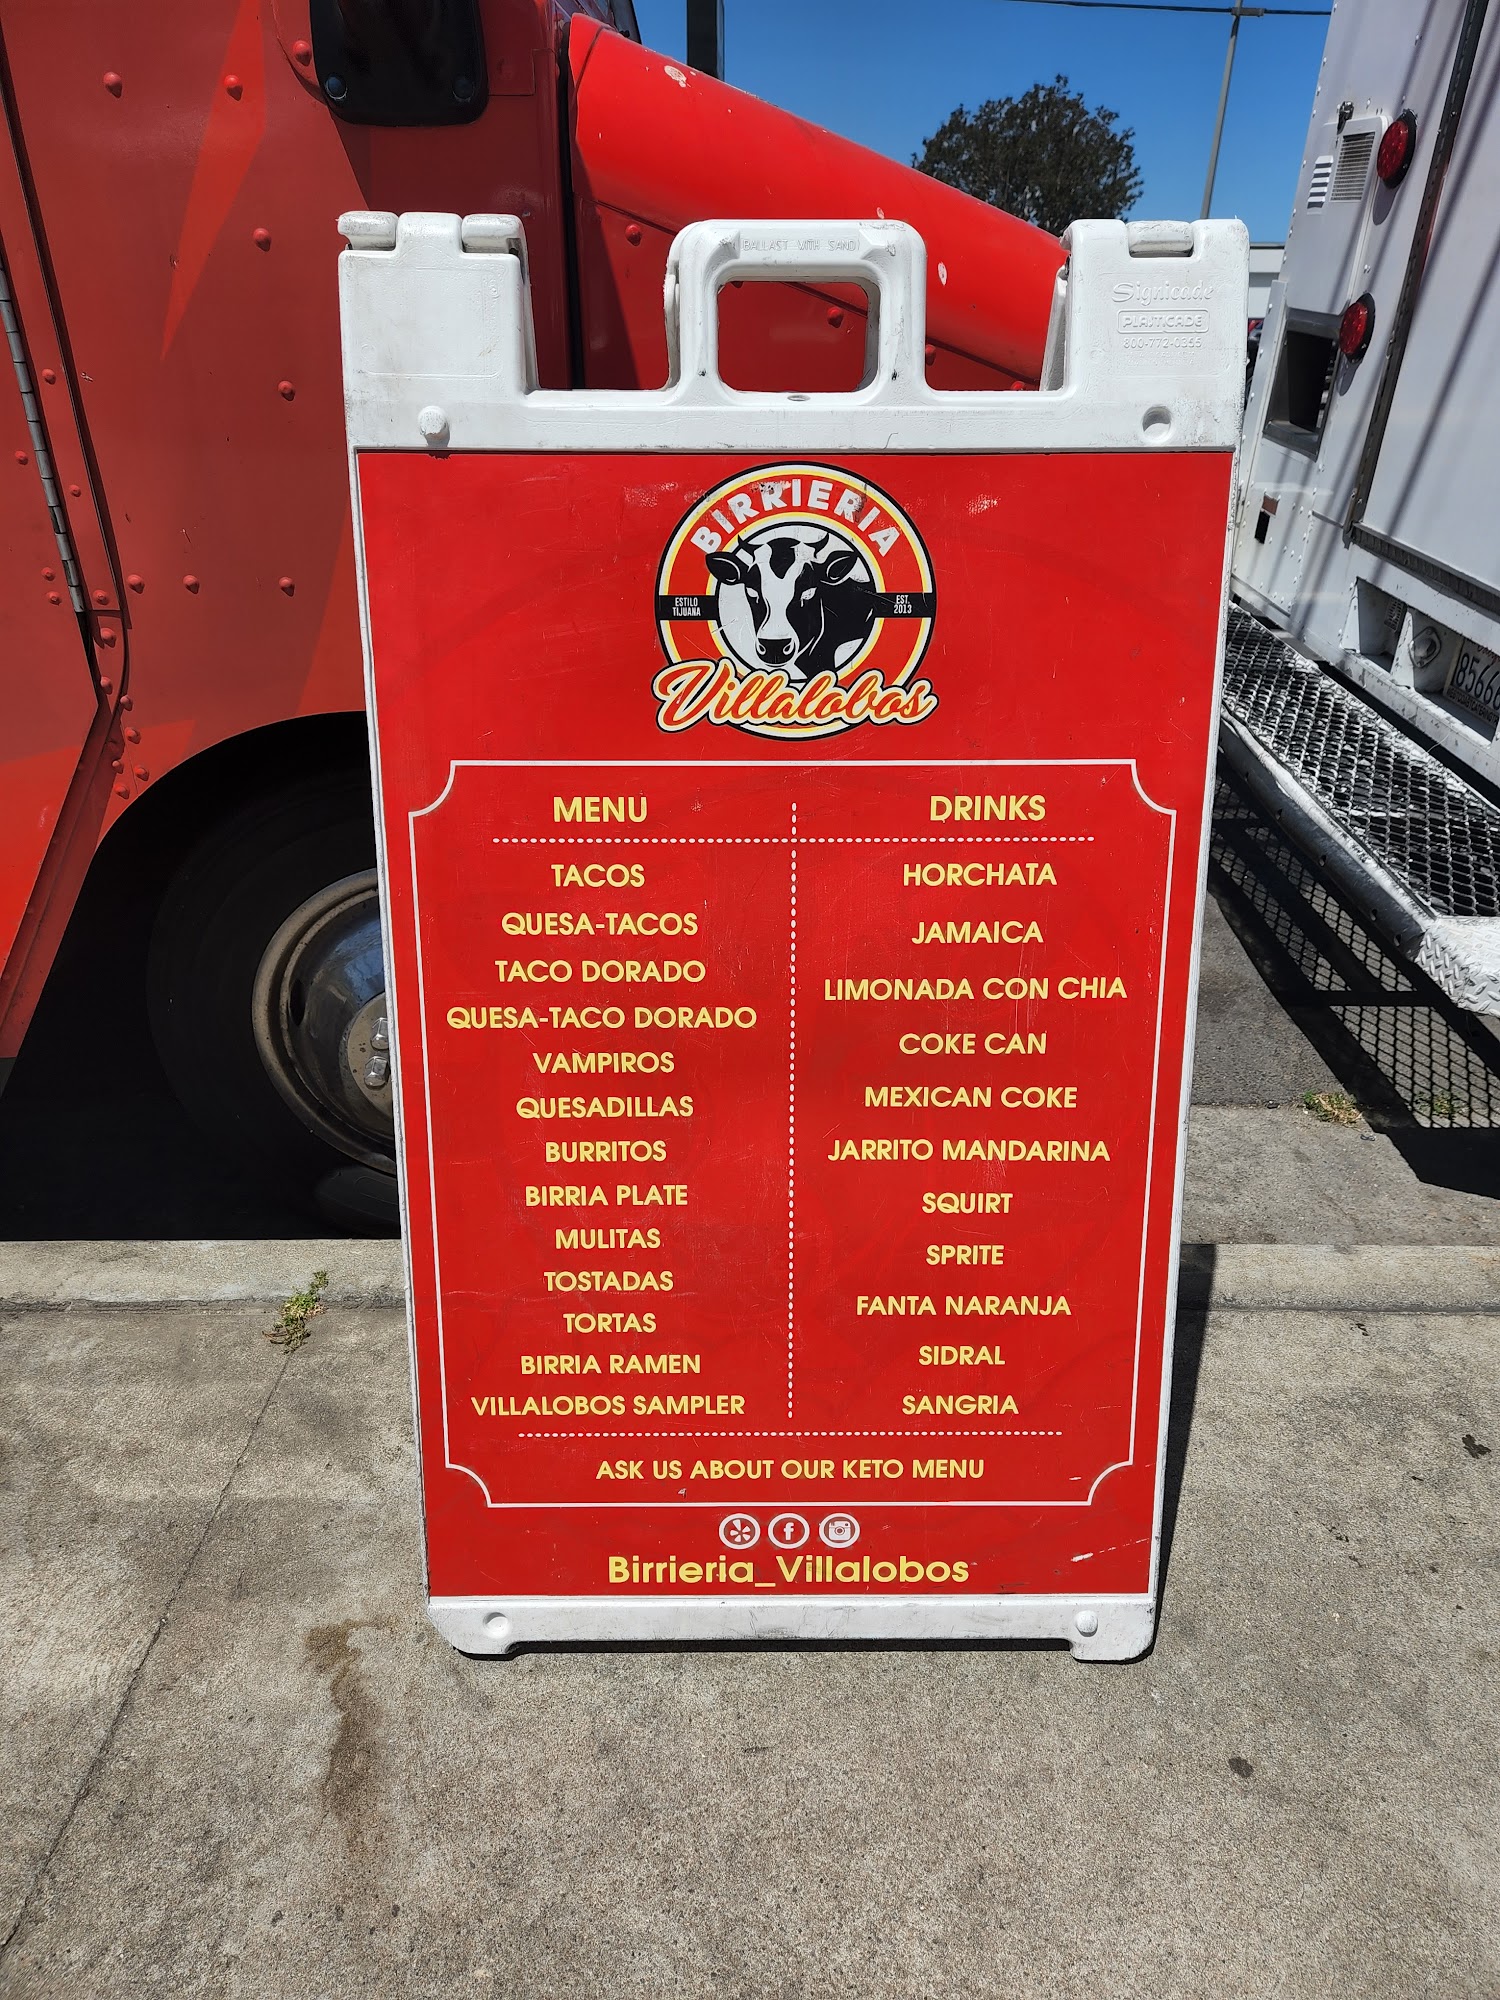 BALLAST WITH SAND
Signicade
PLASTICADE
800-772-0355
BIRRIERIA
ESTILO
TIJUANA
EST.
2013
Villalobos
MENU
TACOS
QUESA-TACOS
TACO DORADO
QUESA-TACO DORADO
VAMPIROS
QUESADILLAS
BURRITOS
BIRRIA PLATE
MULITAS
TOSTADAS
TORTAS
BIRRIA RAMEN
VILLALOBOS SAMPLER
DRINKS
HORCHATA
JAMAICA
LIMONADA CON CHIA
COKE CAN
MEXICAN COKE
JARRITO MANDARINA
SQUIRT
SPRITE
FANTA NARANJA
SIDRAL
SANGRIA
ASK US ABOUT OUR KETO MENU
Birrieria_Villalobos